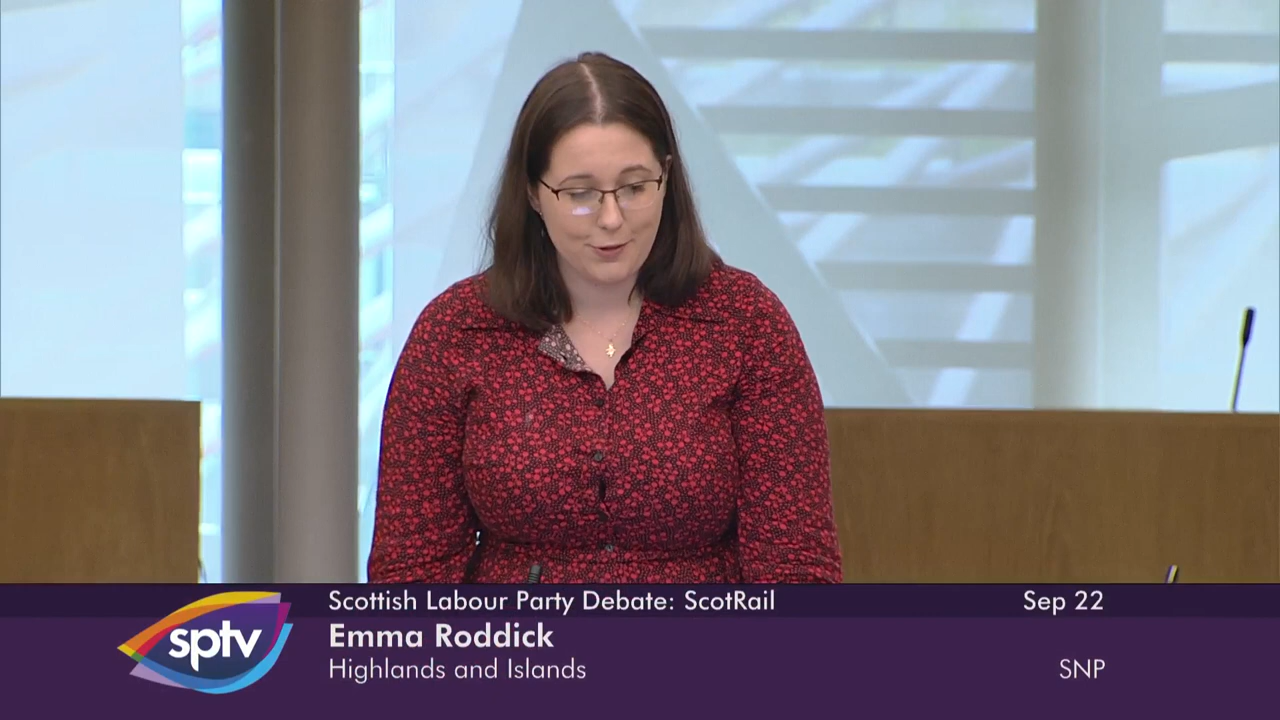 Scottish Labour Party Debate: ScotRail Sep 22
sptv
Emma Roddick
Highlands and Islands SNP